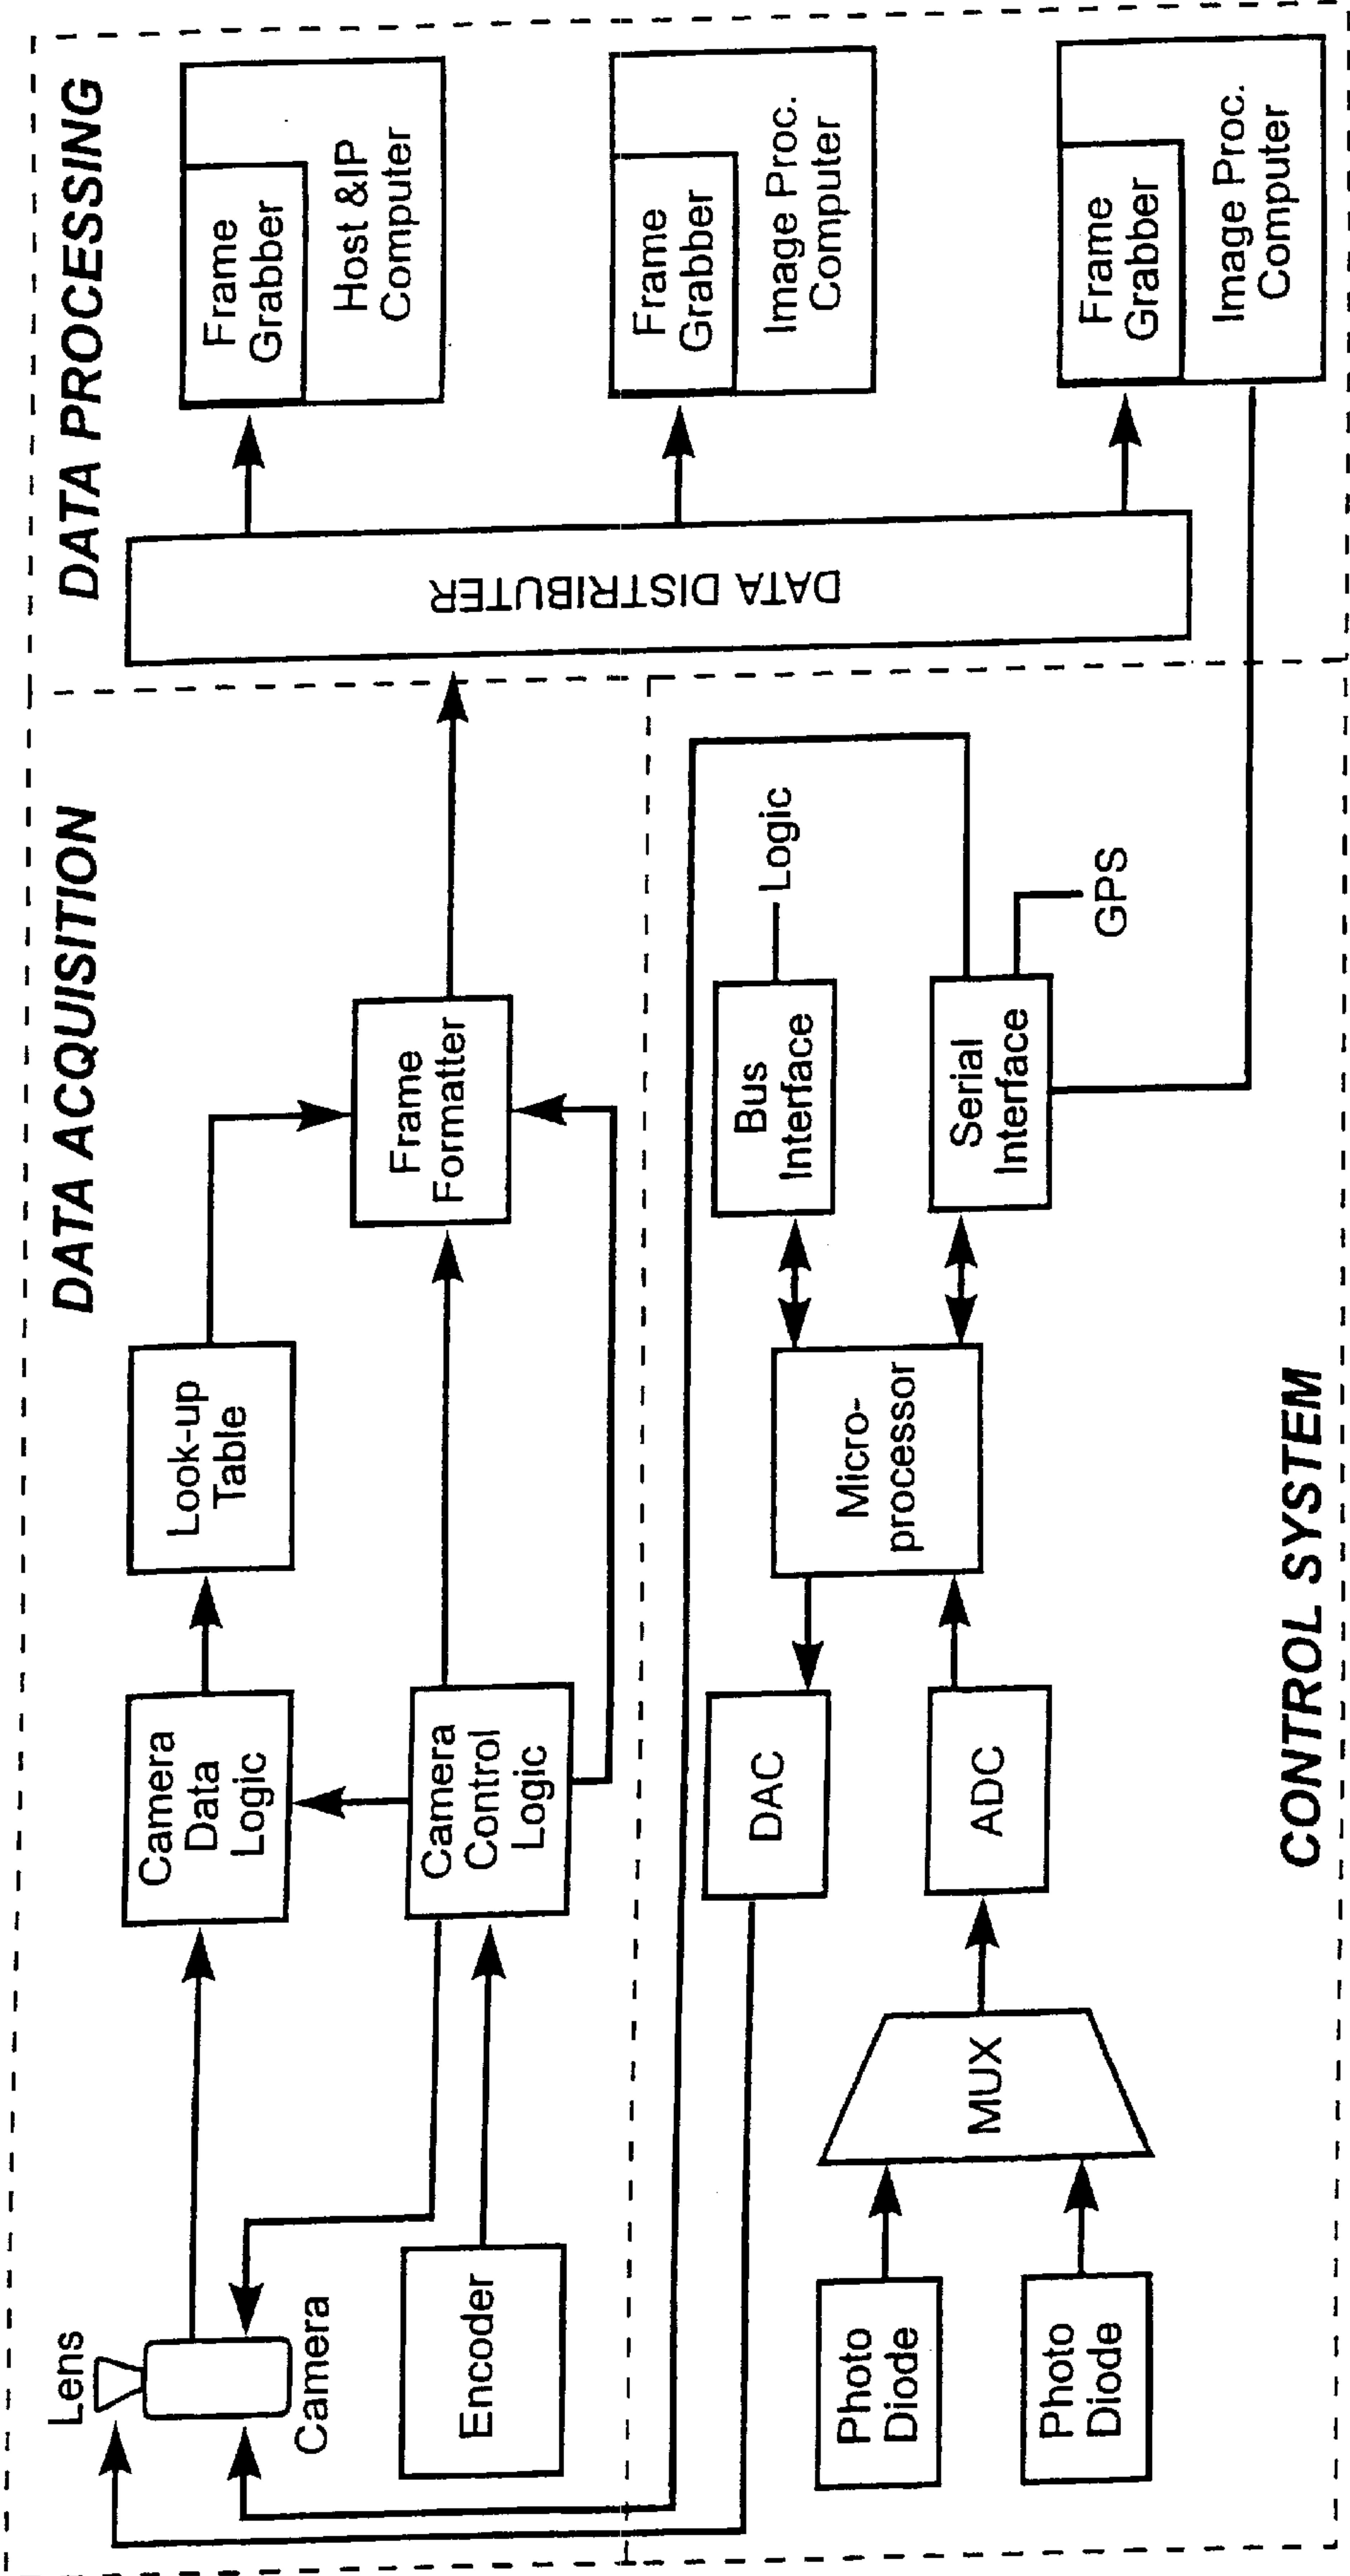 DATA ACQUISITION
DATA PROCESSING
Lens
Camera
Camera
Data
Logic
Look-up
Table
Encoder
Camera
Control
Logic
Frame
Formatter
DATA DISTRIBUTER
Frame
Grabber
Host &IP
Computer
Frame
Grabber
Image Proc.
Computer
Frame
Grabber
Image Proc.
Computer
DAC
Micro-
processor
Bus
Interface
Logic
Photo
Diode
MUX
ADC
Serial
Interface
GPS
Photo
Diode
CONTROL SYSTEM